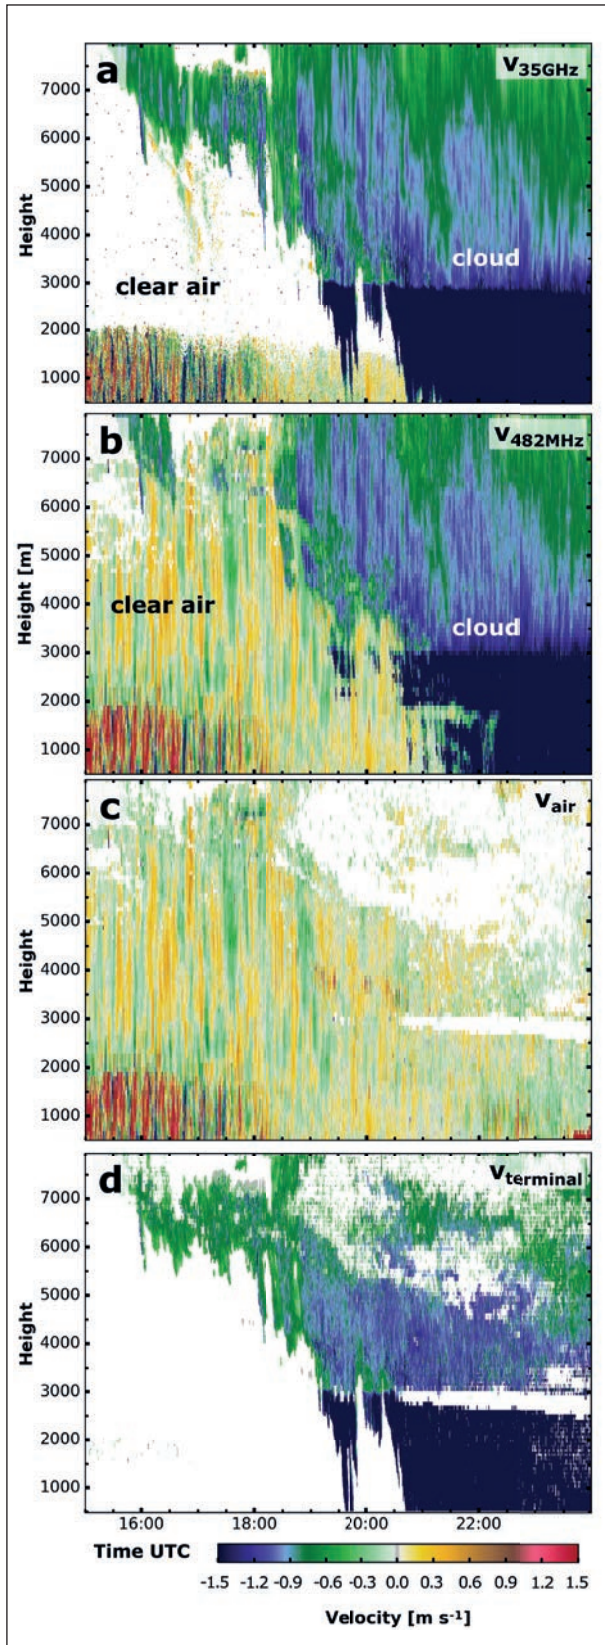 a
v35GHz
7000
6000
5000
4000
3000
2000
1000
Height
clear air
cloud
b
v482MHz
7000
6000
5000
4000
3000
2000
1000
Height [m]
clear air
cloud
c
vair
7000
6000
5000
4000
3000
2000
1000
Height
d
vterminal
7000
6000
5000
4000
3000
2000
1000
Height
16:00 18:00 20:00 22:00
Time UTC
-1.5 -1.2 -0.9 -0.6 -0.3 0.0 0.3 0.6 0.9 1.2 1.5
Velocity [m s-1]